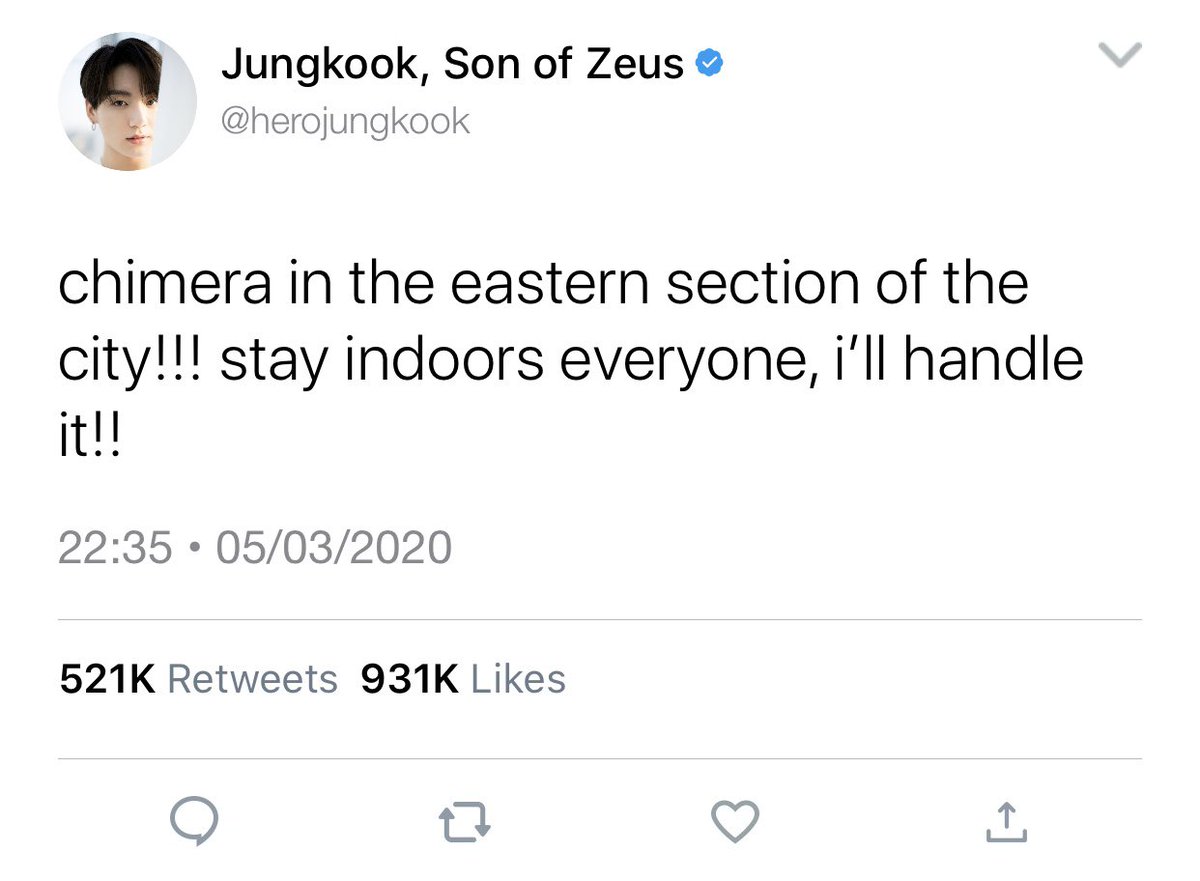 Jungkook, Son of Zeus
@herojungkook
chimera in the eastern section of the
city!!! stay indoors everyone, i’ll handle
it!!
22:35 • 05/03/2020
521K Retweets 931K Likes